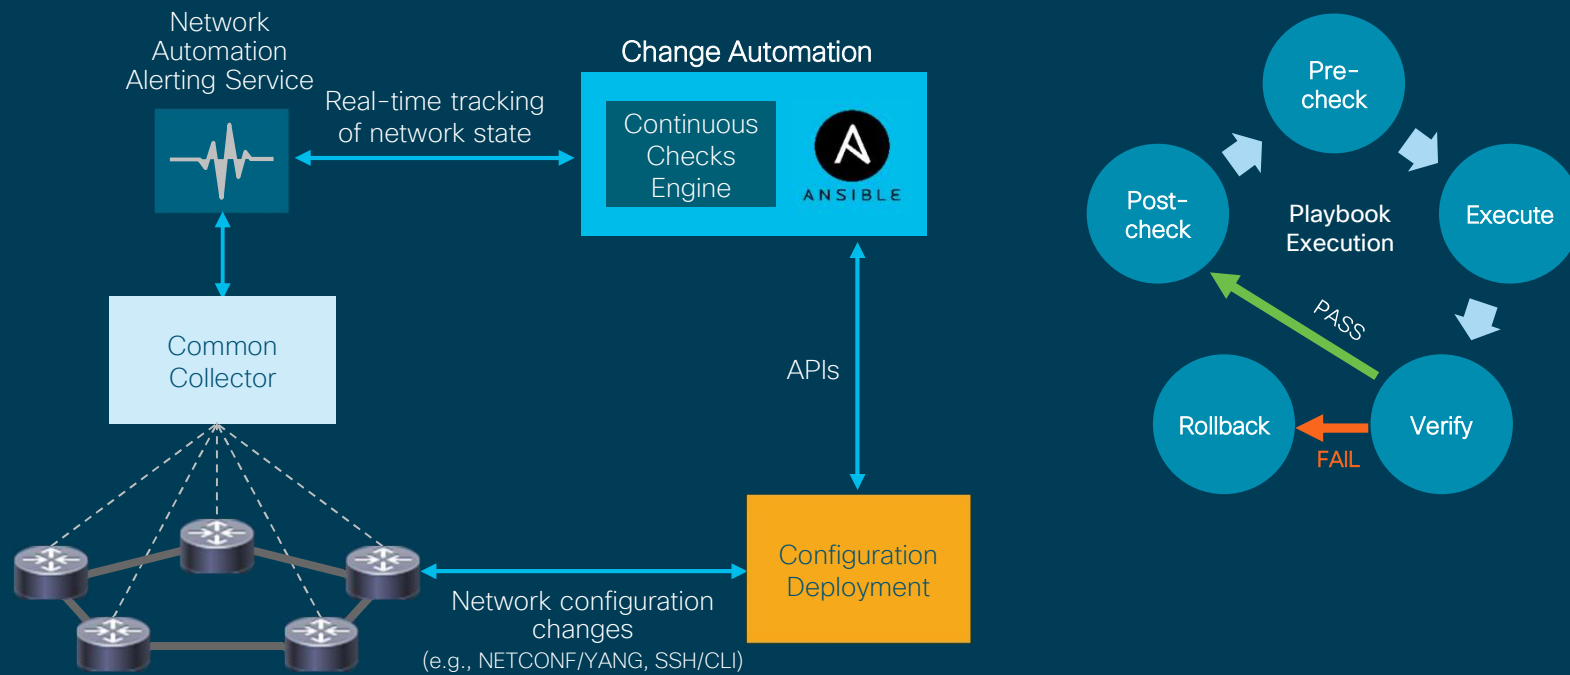 Network
Automation
Alerting Service
Real-time tracking
of network state
Change Automation
Continuous
Checks
Engine
A
ANSIBLE
Common
Collector
APIs
Configuration
Deployment
Network configuration
changes
(e.g., NETCONF/YANG, SSH/CLI)
Pre-
check
Post-
check
Playbook
Execution
Execute
PASS
Rollback
FAIL
Verify